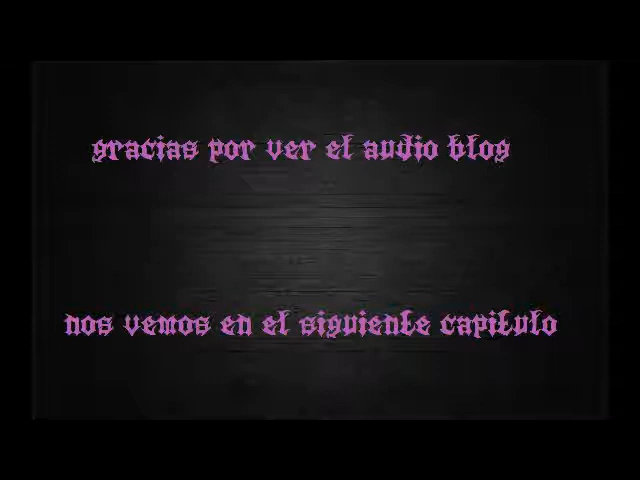 gracias por ver el audio blog
nos vemos en el siguiente capitulo